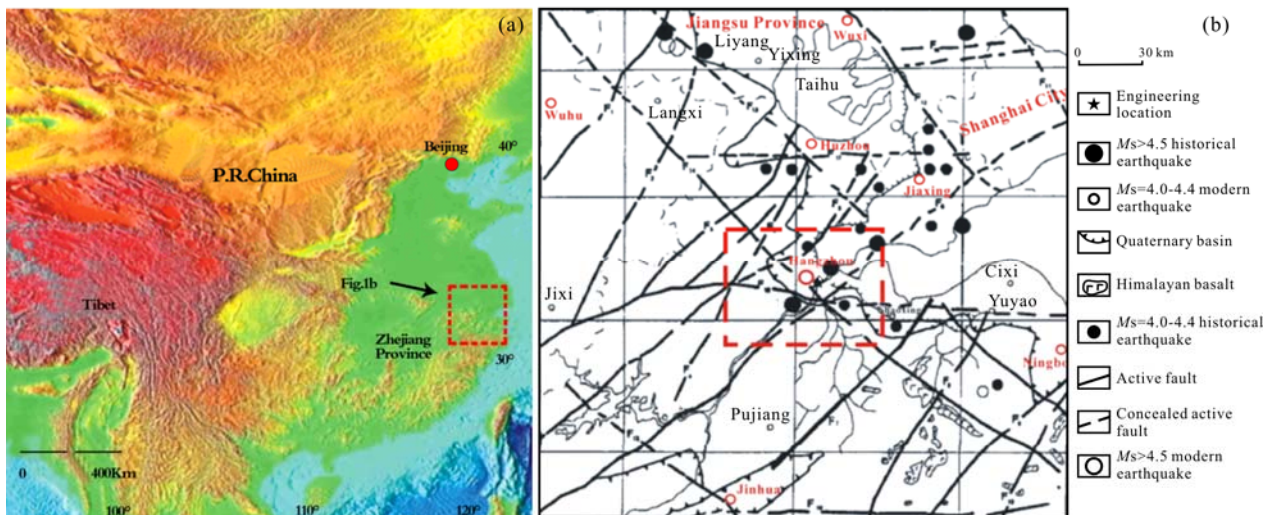 (a)
Beijing
40°
P.R.China
Fig.1b
Tibet
Zhejiang
Province
30°
0 400Km
100°
110°
120°
(b)
Jiangsu Province
Wuxi
Liyang
Yixing
Taihu
Shanghai City
Wuhu
Langxi
Huzhou
Jiaxing
Hangzhou
Cixi
Jixi
Yuyao
Pujiang
Jinhua
0 30 km
Engineering
location
Ms>4.5 historical
earthquake
Ms=4.0-4.4 modern
earthquake
Quaternary basin
Himalayan basalt
Ms=4.0-4.4 historical
earthquake
Active fault
Concealed active
fault
Ms>4.5 modern
earthquake